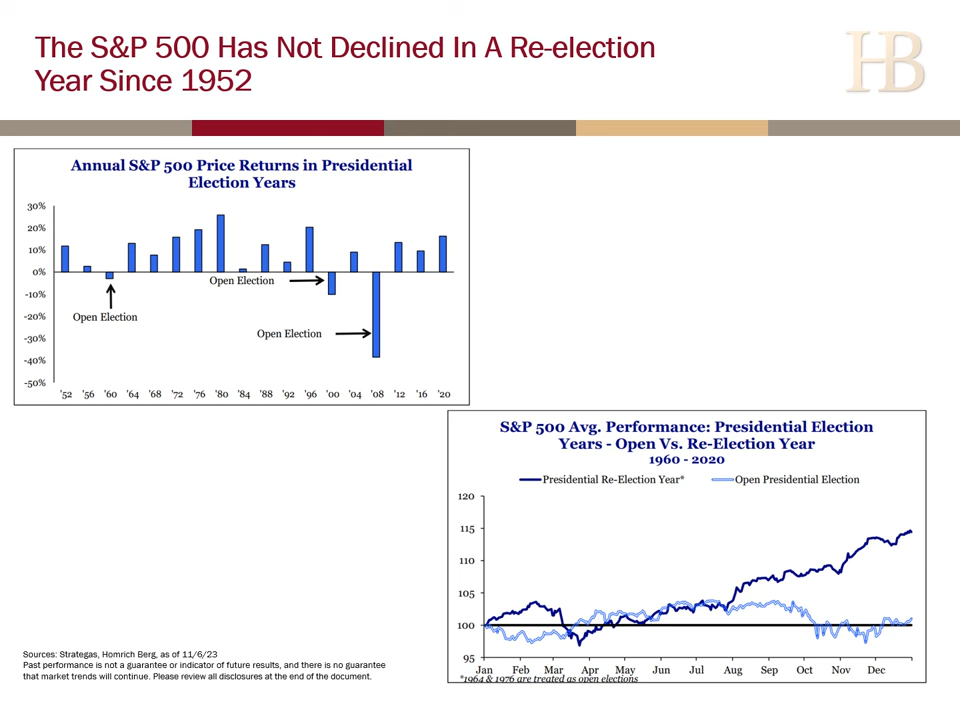 The S&P 500 Has Not Declined In A Re-election
Year Since 1952
HB
Annual S&P 500 Price Returns in Presidential
Election Years
30%
20%
10%
0%
-10%
-20%
-30%
-40%
-50%
Open Election
Open Election
Open Election
'52 '56 '60 '64 '68 '72 '76 '80 '84 '88 '92 '96 '00 '04 '08 '12 '16 '20
S&P 500 Avg. Performance: Presidential Election
Years - Open Vs. Re-Election Year
1960 - 2020
Presidential Re-Election Year* Open Presidential Election
120
115
110
105
100
95
Jan Feb Mar Apr May Jun Jul Aug Sep Oct Nov Dec
*1964 & 1976 are treated as open elections
Sources: Strategas, Homrich Berg, as of 11/6/23
Past performance is not a guarantee or indicator of future results, and there is no guarantee
that market trends will continue. Please review all disclosures at the end of the document.